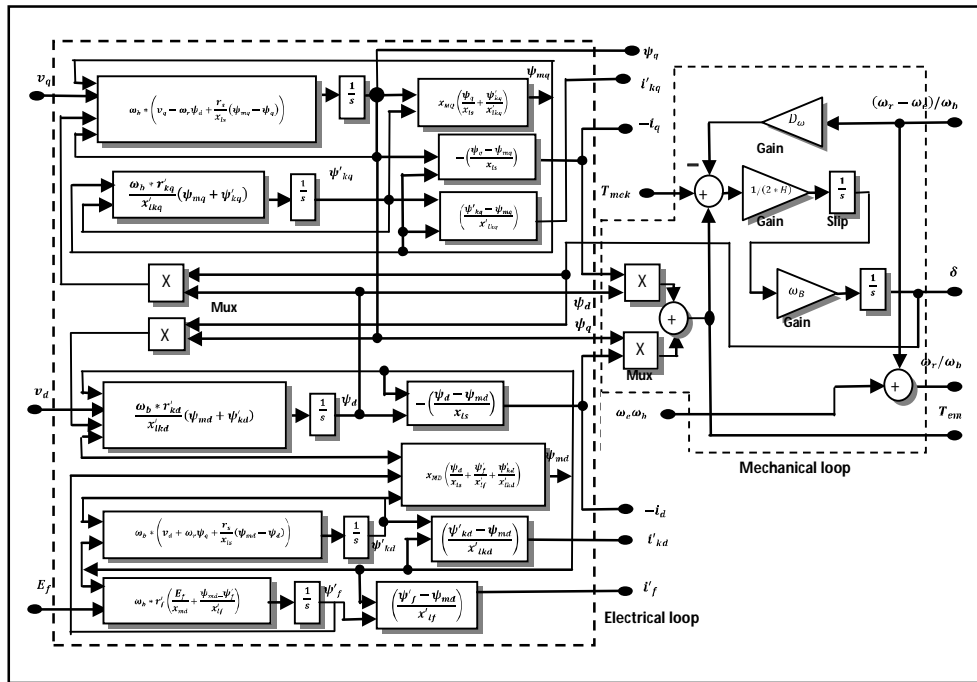 v_q
ω_b * (v_q − ω_r ψ_d + r_s/x_ls (ψ_mq − ψ_q))
1/s
x_MQ (ψ_q/x_ls + ψ'_kq/x'_lkq)
ψ_mq
ψ_q
i'_kq
−i_q
−((ψ_q − ψ_mq)/x_ls)
ψ'_kq
ω_b * r'_kq/x'_lkq (ψ_mq + ψ'_kq)
1/s
((ψ'_kq − ψ_mq)/x'_lkq)
T_mck
D_ω
Gain
(ω_r − ω_e)/ω_b
−
+
1/(2 * H)
Gain
1/s
Slip
X
Mux
X
ψ_d
ψ_q
X
+
X
Mux
ω_B
Gain
1/s
δ
ω_r/ω_b
+
ω_e ω_b
T_em
Mechanical loop
v_d
ω_b * r'_kd/x'_lkd (ψ_md + ψ'_kd)
1/s
ψ_d
−((ψ_d − ψ_md)/x_ls)
x_MD (ψ_d/x_ls + ψ'_f/x'_lf + ψ'_kd/x'_lkd)
ψ_md
ω_b * (v_d + ω_r ψ_q + r_s/x_ls (ψ_md − ψ_d))
1/s
ψ'_kd
((ψ'_kd − ψ_md)/x'_lkd)
−i_d
i'_kd
E_f
ω_b * r'_f (E_f/x_md + (ψ_md − ψ'_f)/x'_lf)
1/s
ψ'_f
((ψ'_f − ψ_md)/x'_lf)
i'_f
Electrical loop